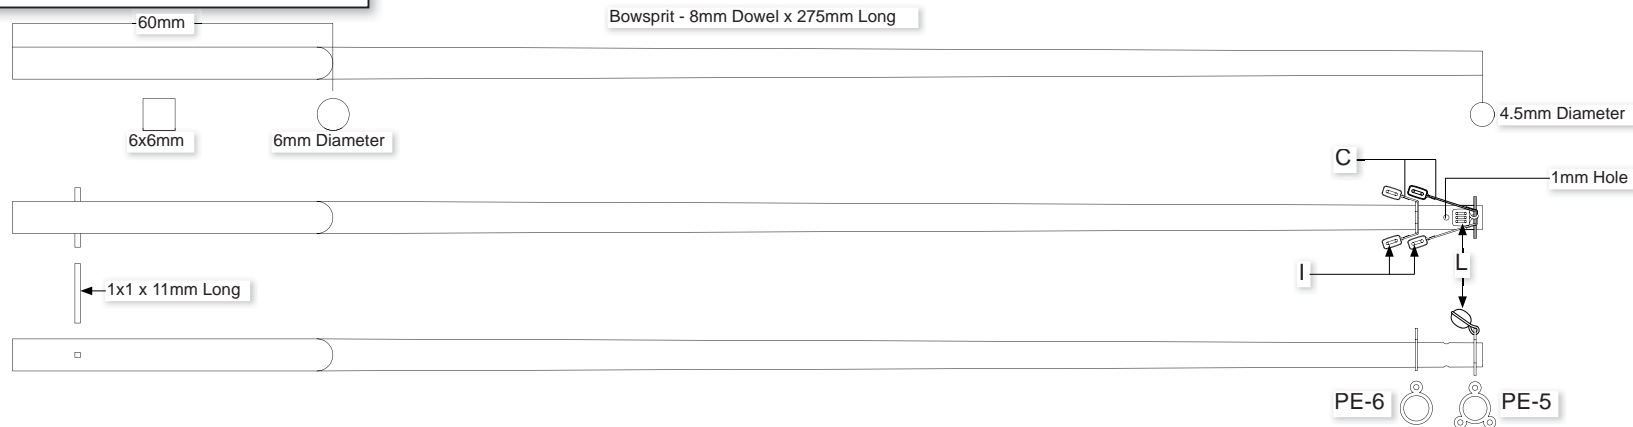 Bowsprit - 8mm Dowel x 275mm Long
60mm
6x6mm
6mm Diameter
4.5mm Diameter
C
1mm Hole
I
L
1x1 x 11mm Long
PE-6
PE-5